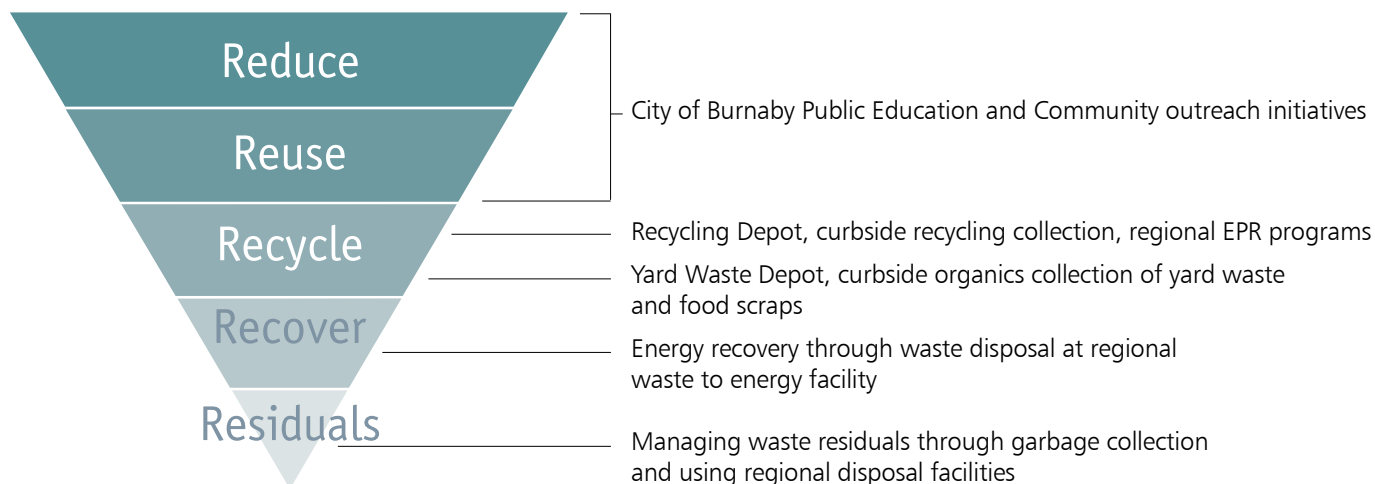 Reduce
Reuse
City of Burnaby Public Education and Community outreach initiatives
Recycle
Recycling Depot, curbside recycling collection, regional EPR programs
Yard Waste Depot, curbside organics collection of yard waste
and food scraps
Recover
Energy recovery through waste disposal at regional
waste to energy facility
Residuals
Managing waste residuals through garbage collection
and using regional disposal facilities